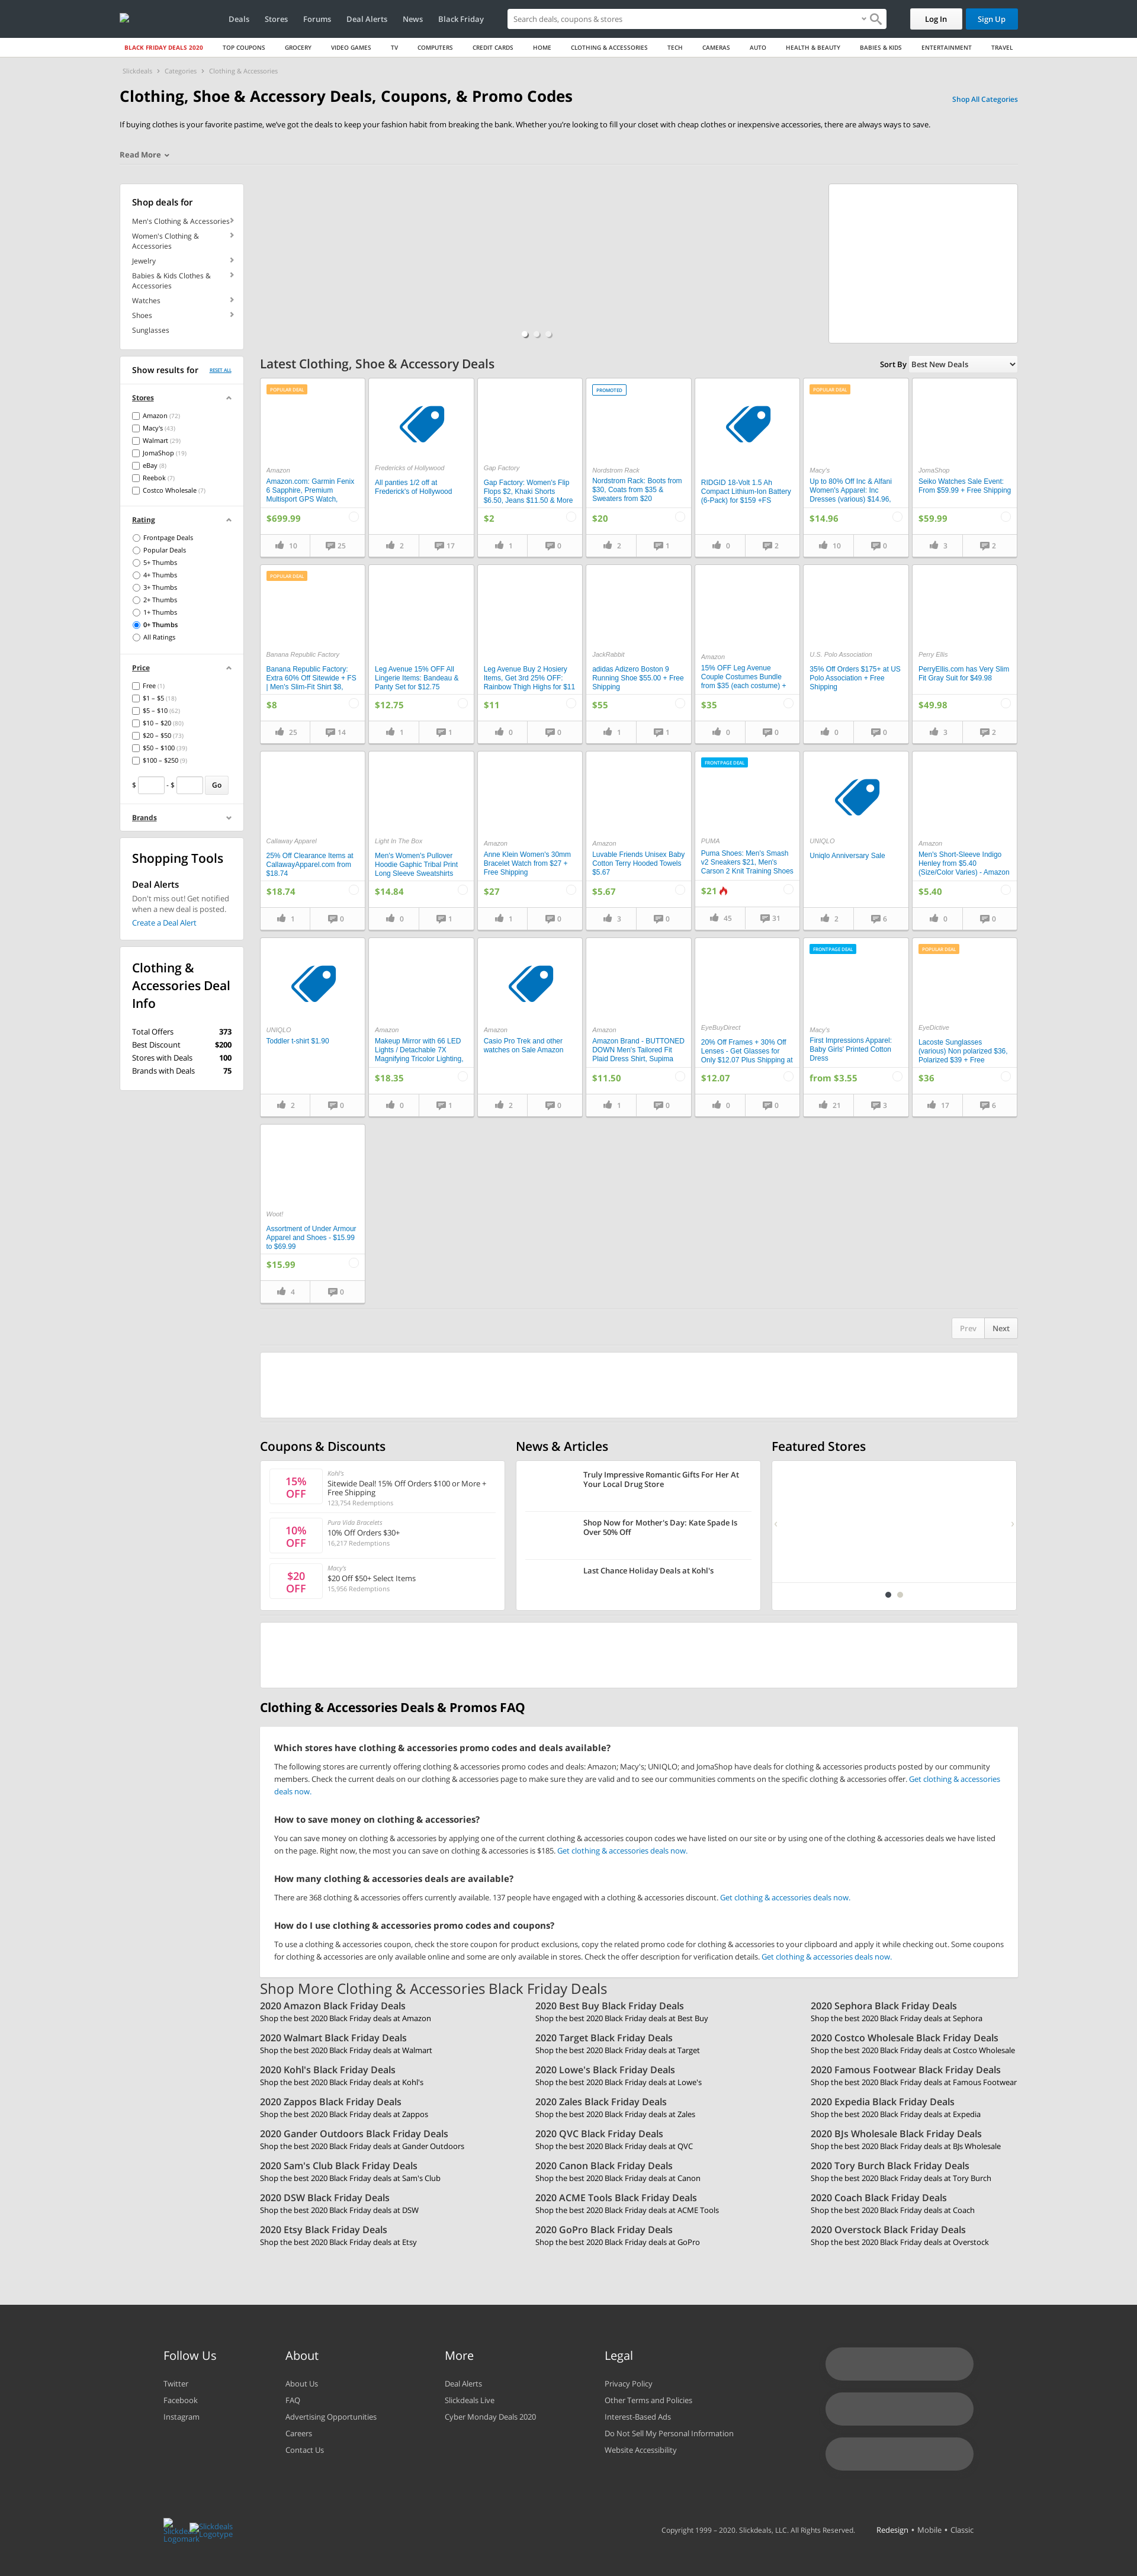 Deals
Stores
Forums
Deal Alerts
News
Black Friday
Search deals, coupons & stores
Log In
Sign Up
BLACK FRIDAY DEALS 2020
TOP COUPONS
GROCERY
VIDEO GAMES
TV
COMPUTERS
CREDIT CARDS
HOME
CLOTHING & ACCESSORIES
TECH
CAMERAS
AUTO
HEALTH & BEAUTY
BABIES & KIDS
ENTERTAINMENT
TRAVEL
Slickdeals > Categories > Clothing & Accessories
Clothing, Shoe & Accessory Deals, Coupons, & Promo Codes
Shop All Categories
If buying clothes is your favorite pastime, we've got the deals to keep your fashion habit from breaking the bank. Whether you're looking to fill your closet with cheap clothes or inexpensive accessories, there are always ways to save.
Read More
Shop deals for
Men's Clothing & Accessories
Women's Clothing &
Accessories
Jewelry
Babies & Kids Clothes &
Accessories
Watches
Shoes
Sunglasses
Show results for
RESET ALL
Stores
Amazon (72)
Macy's (43)
Walmart (29)
JomaShop (19)
eBay (8)
Reebok (7)
Costco Wholesale (7)
Rating
Frontpage Deals
Popular Deals
5+ Thumbs
4+ Thumbs
3+ Thumbs
2+ Thumbs
1+ Thumbs
0+ Thumbs
All Ratings
Price
Free (1)
$1 – $5 (18)
$5 – $10 (62)
$10 – $20 (80)
$20 – $50 (73)
$50 – $100 (39)
$100 – $250 (9)
$ - $ Go
Brands
Shopping Tools
Deal Alerts
Don't miss out! Get notified
when a new deal is posted.
Create a Deal Alert
Clothing &
Accessories Deal
Info
Total Offers 373
Best Discount $200
Stores with Deals 100
Brands with Deals 75
Latest Clothing, Shoe & Accessory Deals
Sort By Best New Deals
POPULAR DEAL
Amazon
Amazon.com: Garmin Fenix
6 Sapphire, Premium
Multisport GPS Watch,
$699.99
10 25
Fredericks of Hollywood
All panties 1/2 off at
Frederick's of Hollywood
2 17
Gap Factory
Gap Factory: Women's Flip
Flops $2, Khaki Shorts
$6.50, Jeans $11.50 & More
$2
1 0
PROMOTED
Nordstrom Rack
Nordstrom Rack: Boots from
$30, Coats from $35 &
Sweaters from $20
$20
2 1
RIDGID 18-Volt 1.5 Ah
Compact Lithium-Ion Battery
(6-Pack) for $159 +FS
0 2
POPULAR DEAL
Macy's
Up to 80% Off Inc & Alfani
Women's Apparel: Inc
Dresses (various) $14.96,
$14.96
10 0
JomaShop
Seiko Watches Sale Event:
From $59.99 + Free Shipping
$59.99
3 2
POPULAR DEAL
Banana Republic Factory
Banana Republic Factory:
Extra 60% Off Sitewide + FS
| Men's Slim-Fit Shirt $8,
$8
25 14
Leg Avenue 15% OFF All
Lingerie Items: Bandeau &
Panty Set for $12.75
$12.75
1 1
Leg Avenue Buy 2 Hosiery
Items, Get 3rd 25% OFF:
Rainbow Thigh Highs for $11
$11
0 0
JackRabbit
adidas Adizero Boston 9
Running Shoe $55.00 + Free
Shipping
$55
1 1
Amazon
15% OFF Leg Avenue
Couple Costumes Bundle
from $35 (each costume) +
$35
0 0
U.S. Polo Association
35% Off Orders $175+ at US
Polo Association + Free
Shipping
0 0
Perry Ellis
PerryEllis.com has Very Slim
Fit Gray Suit for $49.98
$49.98
3 2
Callaway Apparel
25% Off Clearance Items at
CallawayApparel.com from
$18.74
$18.74
1 0
Light In The Box
Men's Women's Pullover
Hoodie Gaphic Tribal Print
Long Sleeve Sweatshirts
$14.84
0 1
Amazon
Anne Klein Women's 30mm
Bracelet Watch from $27 +
Free Shipping
$27
1 0
Amazon
Luvable Friends Unisex Baby
Cotton Terry Hooded Towels
$5.67
$5.67
3 0
FRONTPAGE DEAL
PUMA
Puma Shoes: Men's Smash
v2 Sneakers $21, Men's
Carson 2 Knit Training Shoes
$21
45 31
UNIQLO
Uniqlo Anniversary Sale
2 6
Amazon
Men's Short-Sleeve Indigo
Henley from $5.40
(Size/Color Varies) - Amazon
$5.40
0 0
UNIQLO
Toddler t-shirt $1.90
2 0
Amazon
Makeup Mirror with 66 LED
Lights / Detachable 7X
Magnifying Tricolor Lighting,
$18.35
0 1
Amazon
Casio Pro Trek and other
watches on Sale Amazon
2 0
Amazon
Amazon Brand - BUTTONED
DOWN Men's Tailored Fit
Plaid Dress Shirt, Supima
$11.50
1 0
EyeBuyDirect
20% Off Frames + 30% Off
Lenses - Get Glasses for
Only $12.07 Plus Shipping at
$12.07
0 0
FRONTPAGE DEAL
Macy's
First Impressions Apparel:
Baby Girls' Printed Cotton
Dress
from $3.55
21 3
POPULAR DEAL
EyeDictive
Lacoste Sunglasses
(various) Non polarized $36,
Polarized $39 + Free
$36
17 6
Woot!
Assortment of Under Armour
Apparel and Shoes - $15.99
to $69.99
$15.99
4 0
Prev
Next
Coupons & Discounts
15%
OFF
Kohl's
Sitewide Deal! 15% Off Orders $100 or More +
Free Shipping
123,754 Redemptions
10%
OFF
Pura Vida Bracelets
10% Off Orders $30+
16,217 Redemptions
$20
OFF
Macy's
$20 Off $50+ Select Items
15,956 Redemptions
News & Articles
Truly Impressive Romantic Gifts For Her At
Your Local Drug Store
Shop Now for Mother's Day: Kate Spade Is
Over 50% Off
Last Chance Holiday Deals at Kohl's
Featured Stores
Clothing & Accessories Deals & Promos FAQ
Which stores have clothing & accessories promo codes and deals available?
The following stores are currently offering clothing & accessories promo codes and deals: Amazon; Macy's; UNIQLO; and JomaShop have deals for clothing & accessories products posted by our community
members. Check the current deals on our clothing & accessories page to make sure they are valid and to see our communities comments on the specific clothing & accessories offer. Get clothing & accessories
deals now.
How to save money on clothing & accessories?
You can save money on clothing & accessories by applying one of the current clothing & accessories coupon codes we have listed on our site or by using one of the clothing & accessories deals we have listed
on the page. Right now, the most you can save on clothing & accessories is $185. Get clothing & accessories deals now.
How many clothing & accessories deals are available?
There are 368 clothing & accessories offers currently available. 137 people have engaged with a clothing & accessories discount. Get clothing & accessories deals now.
How do I use clothing & accessories promo codes and coupons?
To use a clothing & accessories coupon, check the store coupon for product exclusions, copy the related promo code for clothing & accessories to your clipboard and apply it while checking out. Some coupons
for clothing & accessories are only available online and some are only available in stores. Check the offer description for verification details. Get clothing & accessories deals now.
Shop More Clothing & Accessories Black Friday Deals
2020 Amazon Black Friday Deals
Shop the best 2020 Black Friday deals at Amazon
2020 Best Buy Black Friday Deals
Shop the best 2020 Black Friday deals at Best Buy
2020 Sephora Black Friday Deals
Shop the best 2020 Black Friday deals at Sephora
2020 Walmart Black Friday Deals
Shop the best 2020 Black Friday deals at Walmart
2020 Target Black Friday Deals
Shop the best 2020 Black Friday deals at Target
2020 Costco Wholesale Black Friday Deals
Shop the best 2020 Black Friday deals at Costco Wholesale
2020 Kohl's Black Friday Deals
Shop the best 2020 Black Friday deals at Kohl's
2020 Lowe's Black Friday Deals
Shop the best 2020 Black Friday deals at Lowe's
2020 Famous Footwear Black Friday Deals
Shop the best 2020 Black Friday deals at Famous Footwear
2020 Zappos Black Friday Deals
Shop the best 2020 Black Friday deals at Zappos
2020 Zales Black Friday Deals
Shop the best 2020 Black Friday deals at Zales
2020 Expedia Black Friday Deals
Shop the best 2020 Black Friday deals at Expedia
2020 Gander Outdoors Black Friday Deals
Shop the best 2020 Black Friday deals at Gander Outdoors
2020 QVC Black Friday Deals
Shop the best 2020 Black Friday deals at QVC
2020 BJs Wholesale Black Friday Deals
Shop the best 2020 Black Friday deals at BJs Wholesale
2020 Sam's Club Black Friday Deals
Shop the best 2020 Black Friday deals at Sam's Club
2020 Canon Black Friday Deals
Shop the best 2020 Black Friday deals at Canon
2020 Tory Burch Black Friday Deals
Shop the best 2020 Black Friday deals at Tory Burch
2020 DSW Black Friday Deals
Shop the best 2020 Black Friday deals at DSW
2020 ACME Tools Black Friday Deals
Shop the best 2020 Black Friday deals at ACME Tools
2020 Coach Black Friday Deals
Shop the best 2020 Black Friday deals at Coach
2020 Etsy Black Friday Deals
Shop the best 2020 Black Friday deals at Etsy
2020 GoPro Black Friday Deals
Shop the best 2020 Black Friday deals at GoPro
2020 Overstock Black Friday Deals
Shop the best 2020 Black Friday deals at Overstock
Follow Us
Twitter
Facebook
Instagram
About
About Us
FAQ
Advertising Opportunities
Careers
Contact Us
More
Deal Alerts
Slickdeals Live
Cyber Monday Deals 2020
Legal
Privacy Policy
Other Terms and Policies
Interest-Based Ads
Do Not Sell My Personal Information
Website Accessibility
Logomark
Slickdeals
Logotype
Copyright 1999 – 2020. Slickdeals, LLC. All Rights Reserved.
Redesign • Mobile • Classic